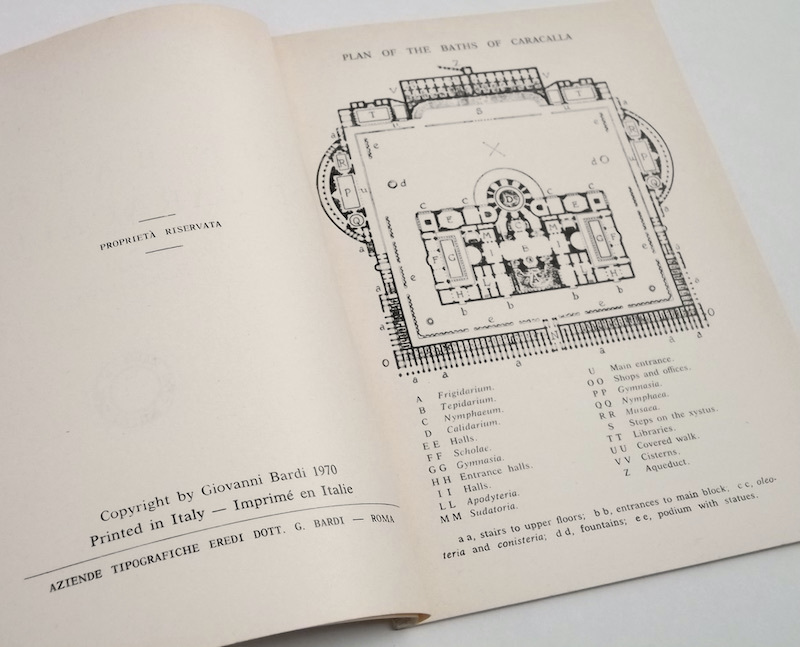 PROPRIETÀ RISERVATA
Copyright by Giovanni Bardi 1970
Printed in Italy — Imprimé en Italie
AZIENDE TIPOGRAFICHE EREDI DOTT. G. BARDI — ROMA
PLAN OF THE BATHS OF CARACALLA
A Frigidarium.
B Tepidarium.
C Nymphaeum.
D Calidarium.
E E Halls.
F F Scholae.
G G Gymnasia.
H H Entrance halls.
I I Halls.
L L Apodyteria.
M M Sudatoria.
U Main entrance.
O O Shops and offices.
P P Gymnasia.
Q Q Nymphaea.
R R Musaea.
S Steps on the xystus.
T T Libraries.
U U Covered walk.
V V Cisterns.
Z Aqueduct.
a a, stairs to upper floors; b b, entrances to main block; c c, oleo-
teria and conisteria; d d, fountains; e e, podium with statues.